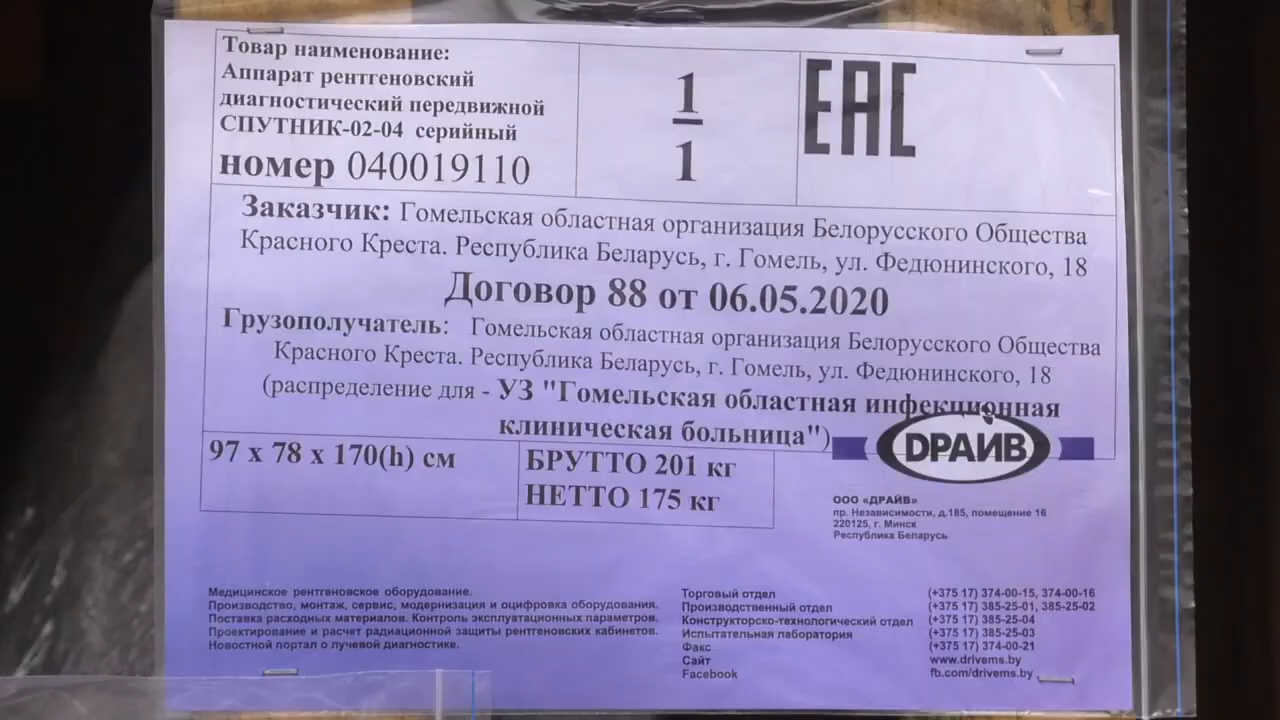 Товар наименование:
Аппарат рентгеновский
диагностический передвижной
СПУТНИК-02-04 серийный
номер 040019110
1
1
EAC
Заказчик: Гомельская областная организация Белорусского Общества
Красного Креста. Республика Беларусь, г. Гомель, ул. Федюнинского, 18
Договор 88 от 06.05.2020
Грузополучатель: Гомельская областная организация Белорусского Общества
Красного Креста. Республика Беларусь, г. Гомель, ул. Федюнинского, 18
(распределение для - УЗ "Гомельская областная инфекционная
клиническая больница")
97 х 78 х 170(h) см
БРУТТО 201 кг
НЕТТО 175 кг
DРАЙВ
ООО «ДРАЙВ»
пр. Независимости, д.185, помещение 16
220125, г. Минск
Республика Беларусь
Медицинское рентгеновское оборудование.
Производство, монтаж, сервис, модернизация и оцифровка оборудования.
Поставка расходных материалов. Контроль эксплуатационных параметров.
Проектирование и расчет радиационной защиты рентгеновских кабинетов.
Новостной портал о лучевой диагностике.
Торговый отдел (+375 17) 374-00-15, 374-00-16
Производственный отдел (+375 17) 385-25-01, 385-25-02
Конструкторско-технологический отдел (+375 17) 385-25-04
Испытательная лаборатория (+375 17) 385-25-03
Факс (+375 17) 374-00-21
Сайт www.drivems.by
Facebook fb.com/drivems.by